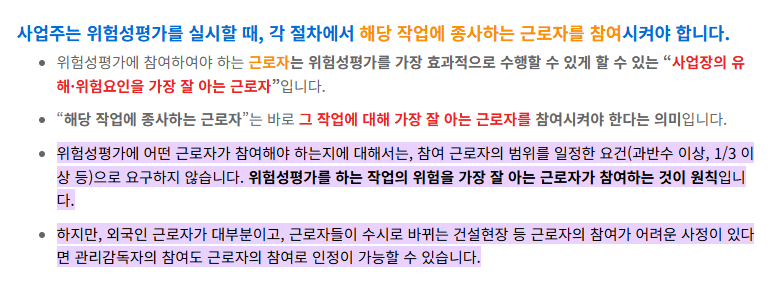 사업주는 위험성평가를 실시할 때, 각 절차에서 해당 작업에 종사하는 근로자를 참여시켜야 합니다.
• 위험성평가에 참여하여야 하는 근로자는 위험성평가를 가장 효과적으로 수행할 수 있게 할 수 있는 “사업장의 유
해·위험요인을 가장 잘 아는 근로자”입니다.
• “해당 작업에 종사하는 근로자”는 바로 그 작업에 대해 가장 잘 아는 근로자를 참여시켜야 한다는 의미입니다.
• 위험성평가에 어떤 근로자가 참여해야 하는지에 대해서는, 참여 근로자의 범위를 일정한 요건(과반수 이상, 1/3 이
상 등)으로 요구하지 않습니다. 위험성평가를 하는 작업의 위험을 가장 잘 아는 근로자가 참여하는 것이 원칙입니
다.
• 하지만, 외국인 근로자가 대부분이고, 근로자들이 수시로 바뀌는 건설현장 등 근로자의 참여가 어려운 사정이 있다
면 관리감독자의 참여도 근로자의 참여로 인정이 가능할 수 있습니다.